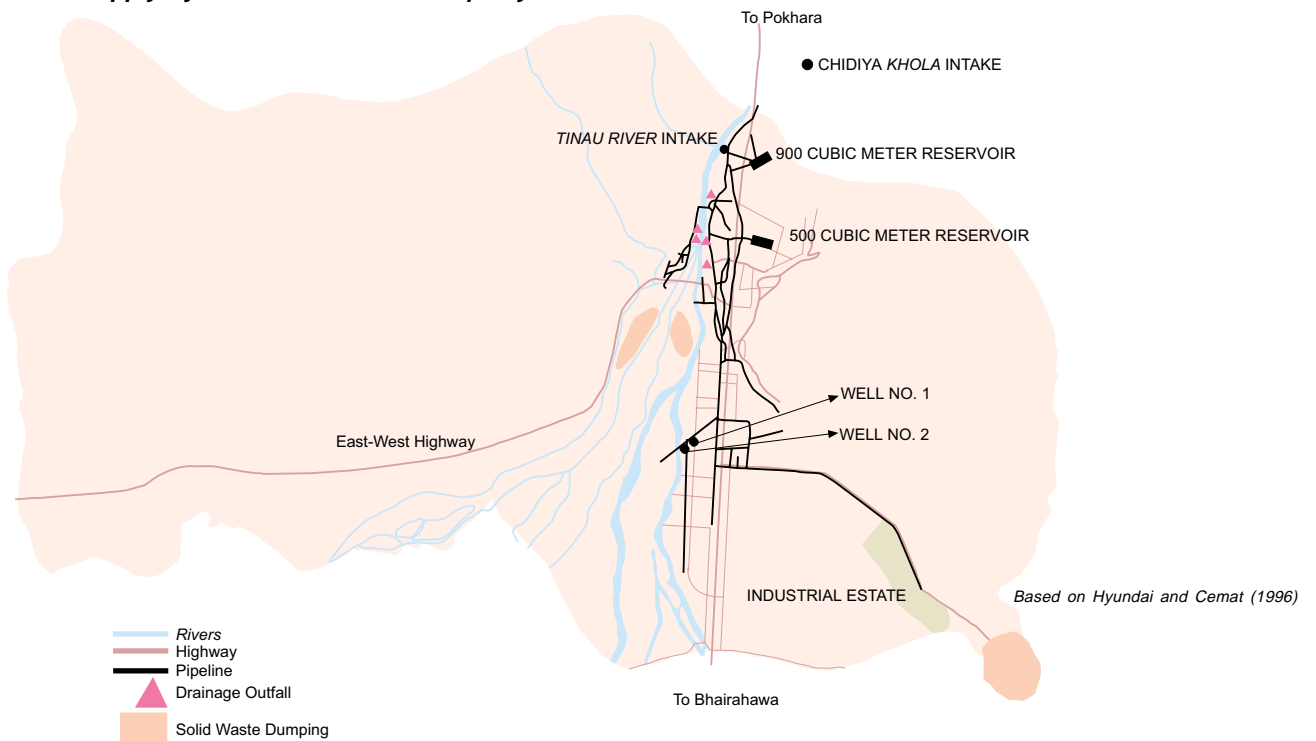 To Pokhara
CHIDIYA KHOLA INTAKE
TINAU RIVER INTAKE
900 CUBIC METER RESERVOIR
500 CUBIC METER RESERVOIR
WELL NO. 1
WELL NO. 2
East-West Highway
INDUSTRIAL ESTATE
Based on Hyundai and Cemat (1996)
Rivers
Highway
Pipeline
Drainage Outfall
Solid Waste Dumping
To Bhairahawa